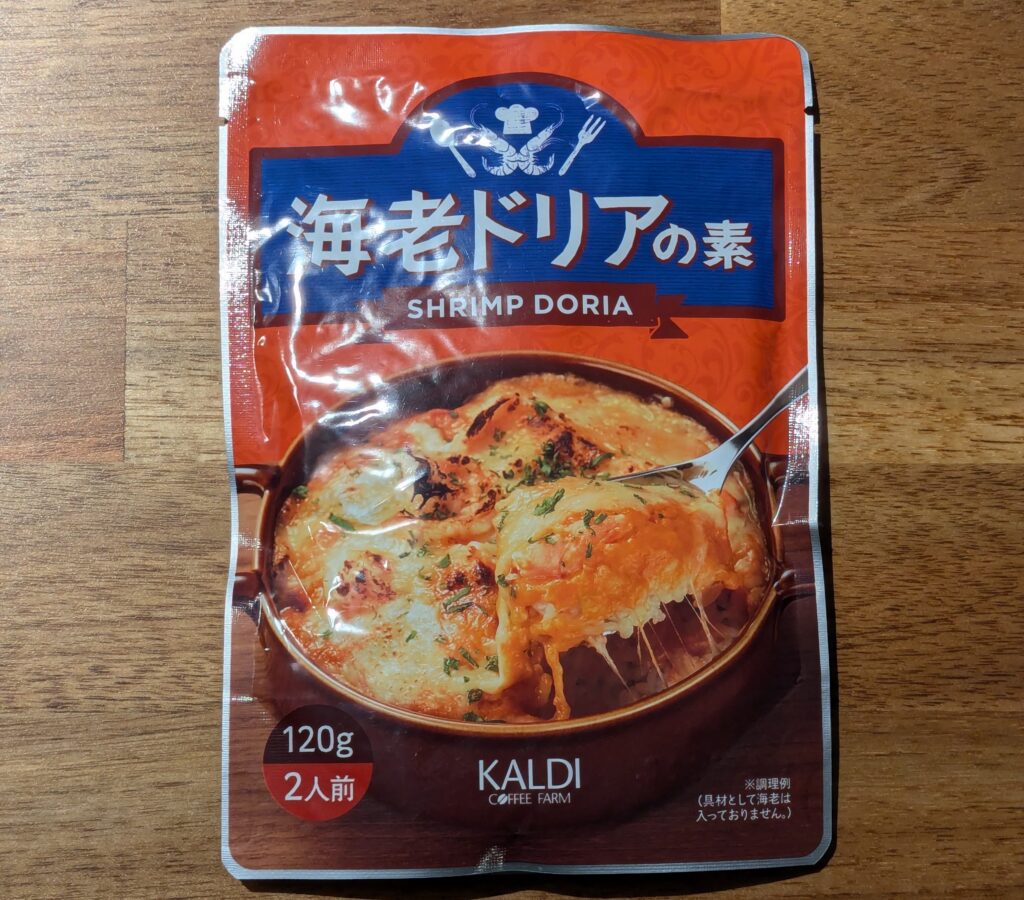 海老ドリアの素
SHRIMP DORIA
120g
2人前
KALDI
COFFEE FARM
※調理例
(具材として海老は
入っておりません。)